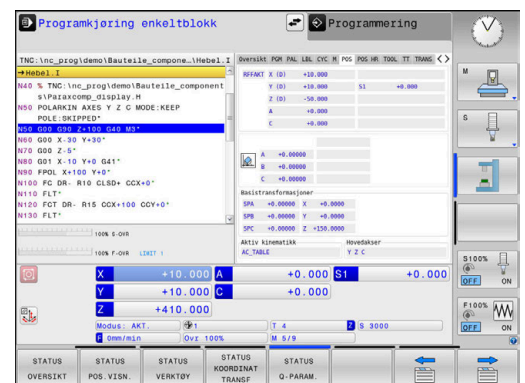 Programkjøring enkeltblokk
Programmering
TNC:\nc_prog\demo\Bauteile_compone…\Hebel.I
→Hebel.I
N40 % TNC:\nc_prog\demo\Bauteile_component
s\Paraxcomp_display.H
N50 POLARKIN AXES Y Z C MODE:KEEP
POLE:SKIPPED*
N50 G00 G90 Z+100 G40 M3*
N60 G00 X-30 Y+30*
N70 G00 Z-5*
N80 G01 X-10 Y+0 G41*
N90 FPOL X+100 Y+0*
N100 FC DR- R10 CLSD+ CCX+0*
N110 FLT*
N120 FCT DR- R15 CCX+100 CCY+0*
N130 FLT*
100% S-OVR
100% F-OVR LIMIT 1
Oversikt PGM PAL LBL CYC M POS POS HR TOOL TT TRANS
RFFAKT X (D) +10.000
Y (D) +10.000 S1 +0.000
Z (D) -50.000
A +0.000
C +0.000
A +0.00000
B +0.00000
C +0.00000
Basistransformasjoner
SPA +0.00000 X +0.0000
SPB +0.00000 Y +0.0000
SPC +0.00000 Z +150.0000
Aktiv kinematikk Hovedakser
AC_TABLE Y Z C
X +10.000 A +0.000 S1 +0.000
Y +10.000 C +0.000
Z +410.000
Modus: AKT. 1 T 4 Z S 3000
F 0mm/min Ovr 100% M 5/9
M
S
S100%
OFF ON
F100%
OFF ON
STATUS OVERSIKT
STATUS POS.VISN.
STATUS VERKTØY
STATUS KOORDINAT TRANSF
STATUS Q-PARAM.